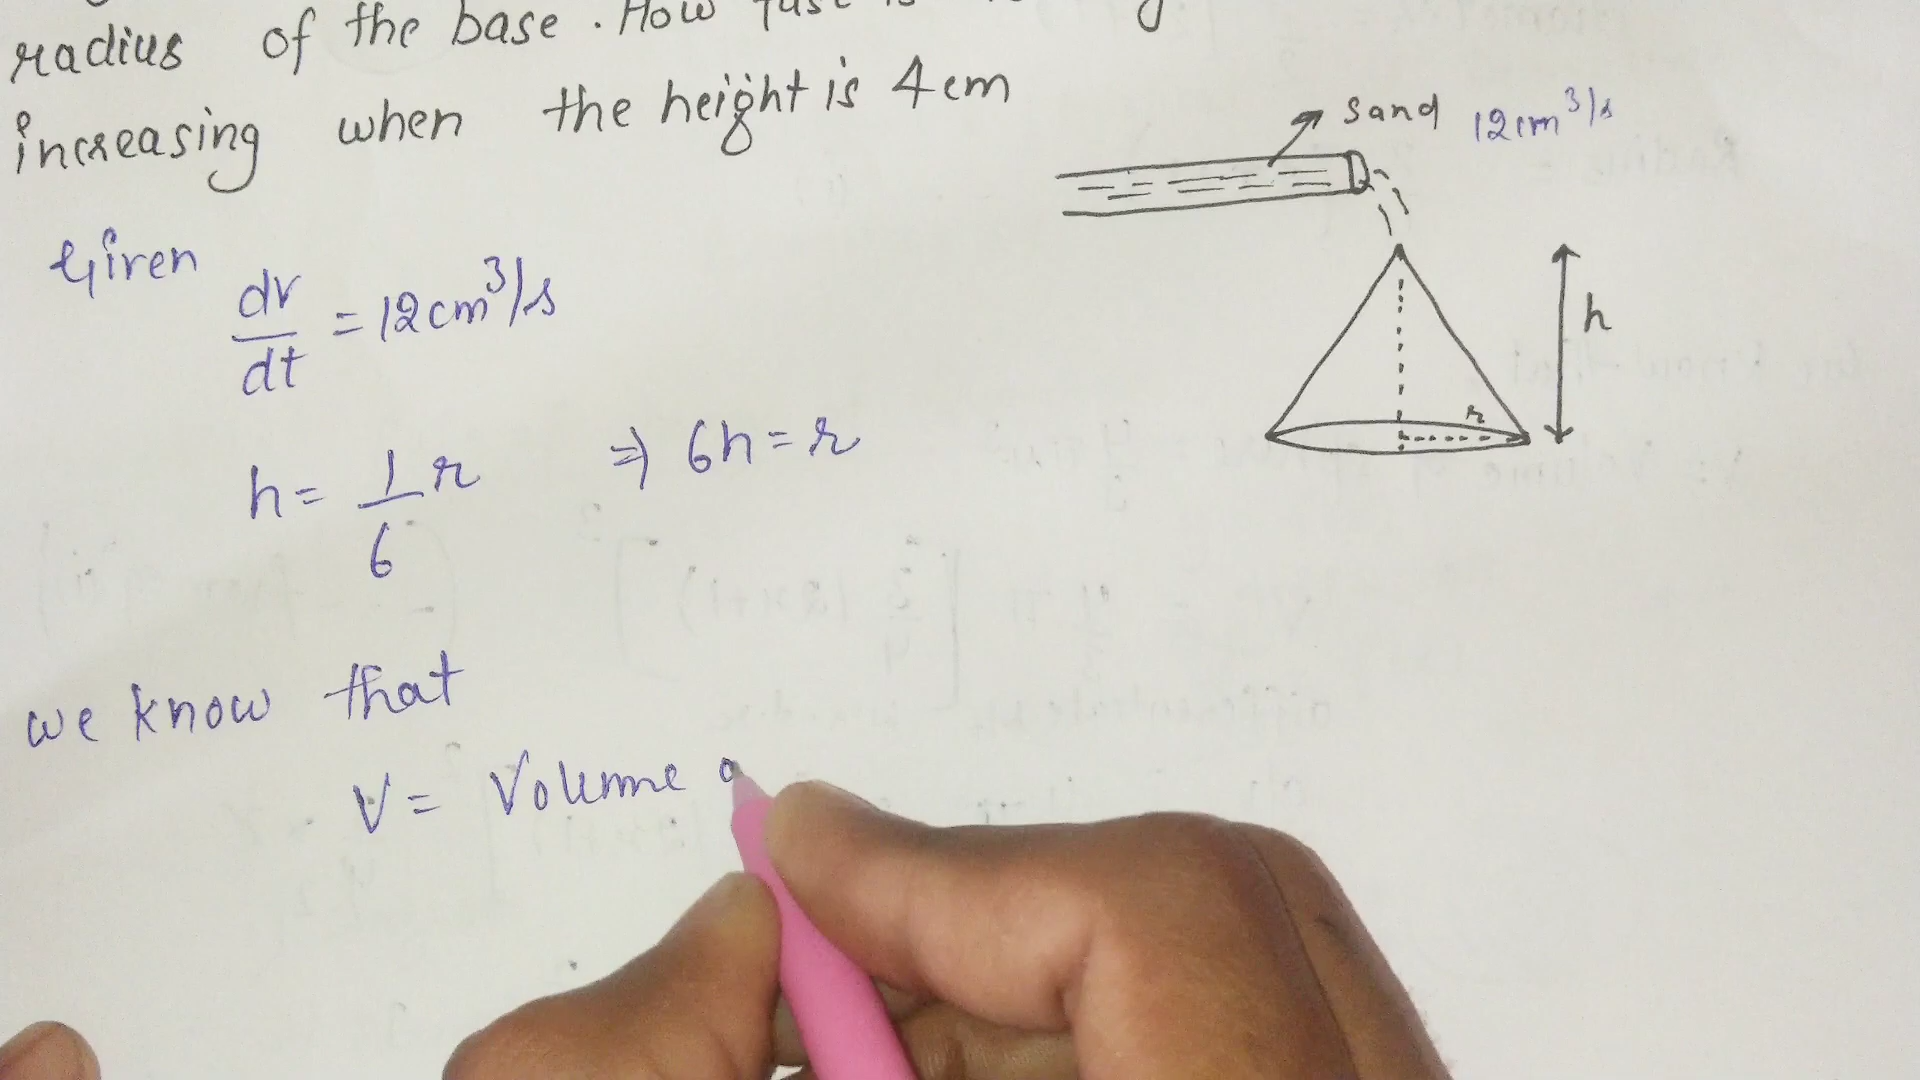 radius of the base. How
increasing when the height is 4cm
sand 12cm³/s
h
r
Given
dv/dt = 12cm³/s
h = 1/6 r ⇒ 6h = r
we know that
V = Volume o